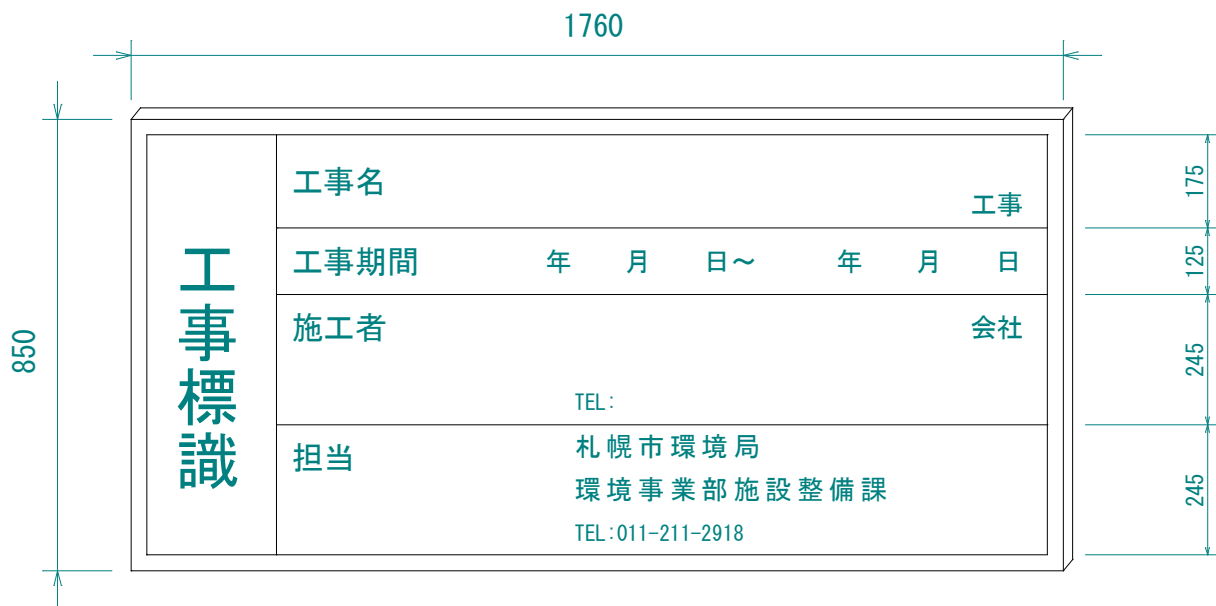 1760
850
工事標識
工事名
工事
175
工事期間 年 月 日～ 年 月 日
125
施工者 会社
TEL:
245
担当 札幌市環境局
環境事業部施設整備課
TEL:011-211-2918
245